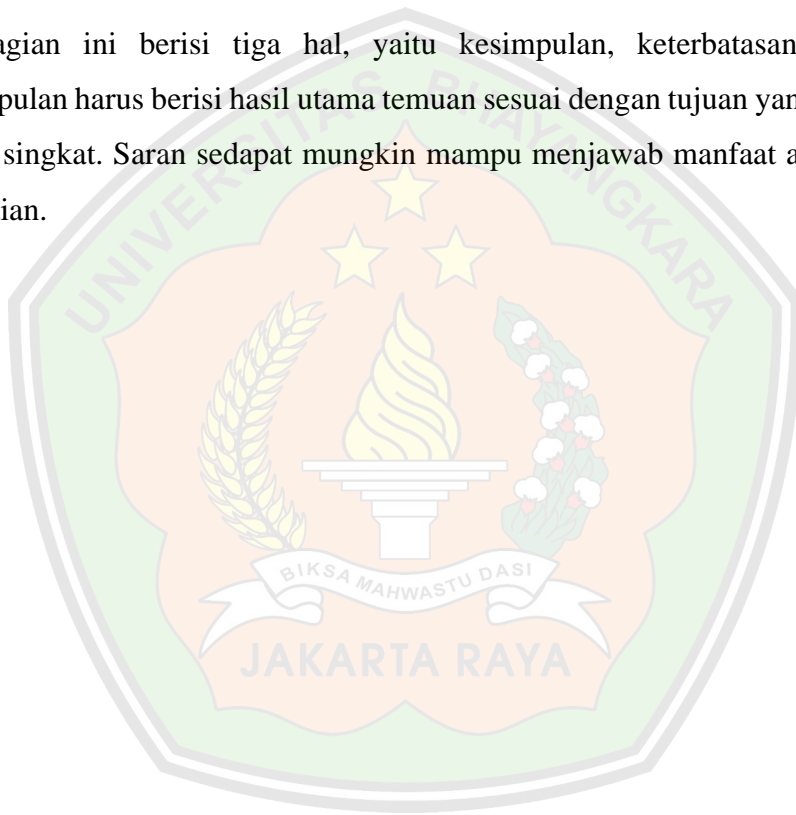 agian ini berisi tiga hal, yaitu kesimpulan, keterbatasan
pulan harus berisi hasil utama temuan sesuai dengan tujuan yan
singkat. Saran sedapat mungkin mampu menjawab manfaat a
ian.
UNIVERSITAS BHAYANGKARA
BIKSA MAHWASTU DASI
JAKARTA RAYA